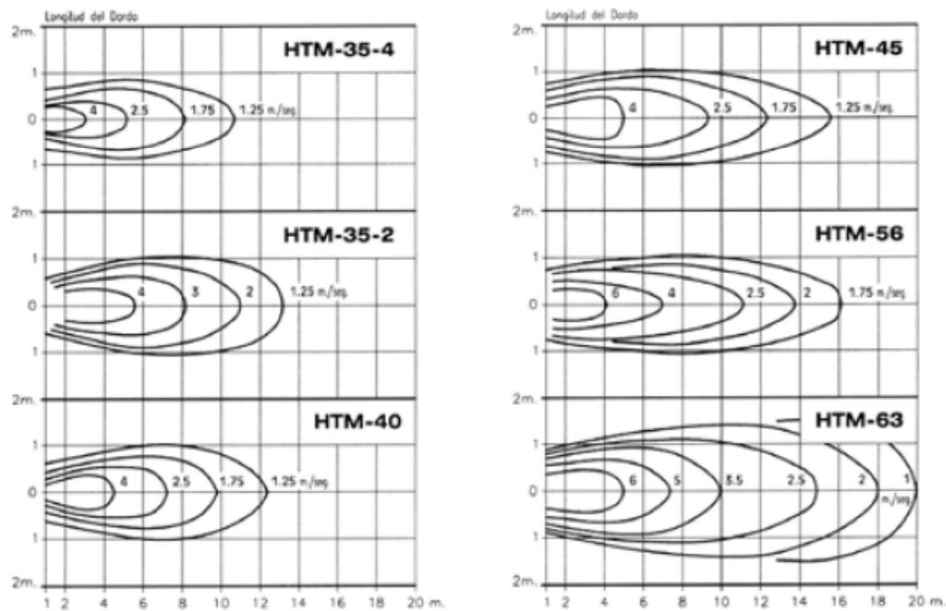 Longitud del Dardo
2m.
HTM-35-4
1
0
4 2.5 1.75 1.25 m/seg.
1
2m.
HTM-35-2
1
0
4 3 2 1.25 m/seg.
1
2m.
HTM-40
1
0
4 2.5 1.75 1.25 m/seg.
1
2m.
1 2 4 6 8 10 12 14 16 18 20 m.
Longitud del Dardo
2m.
HTM-45
1
0
4 2.5 1.75 1.25 m/seg.
1
2m.
HTM-56
1
0
6 4 2.5 2 1.75 m/seg.
1
2m.
HTM-63
1
0
6 5 3.5 2.5 2 1
m/seg.
1
2m.
1 2 4 6 8 10 12 14 16 18 20 m.